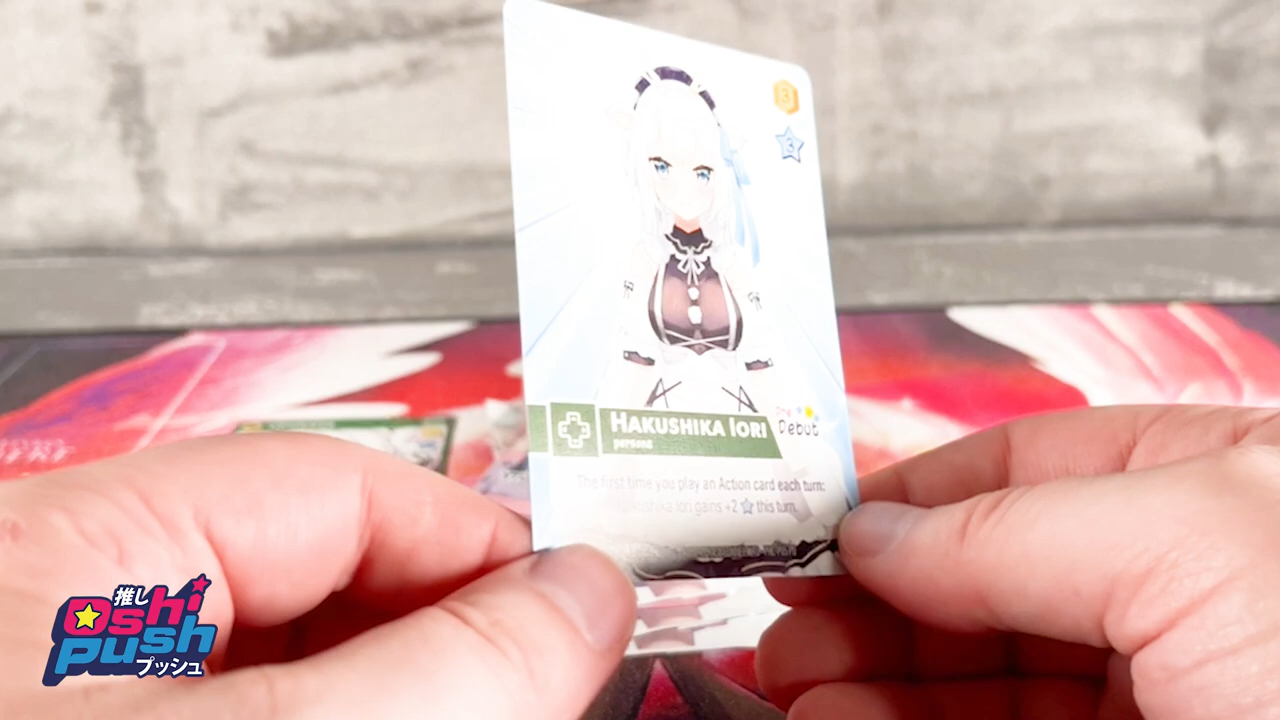 3
3
HAKUSHIKA IORI
persona
Debut
The first time you play an Action card each turn:
Hakushika Iori gains +2 this turn.
推し
Oshi
push
プッシュ